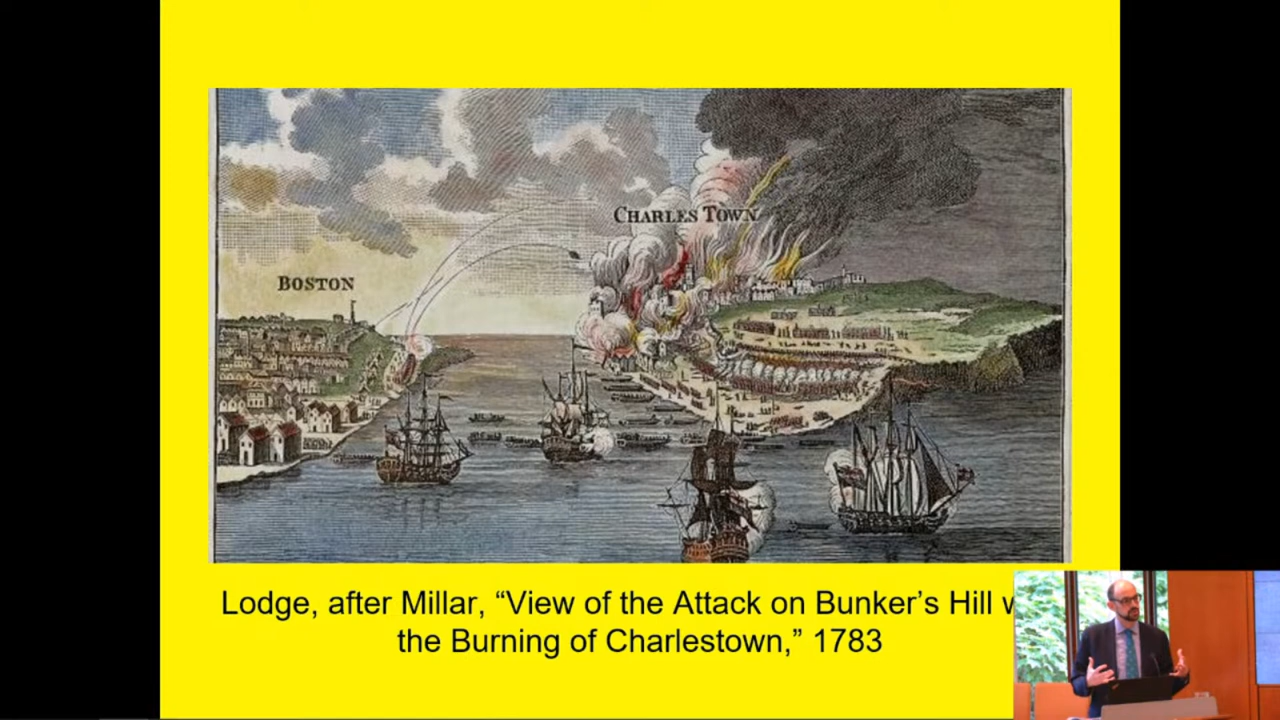 CHARLES TOWN
BOSTON
Lodge, after Millar, “View of the Attack on Bunker’s Hill
the Burning of Charlestown,” 1783